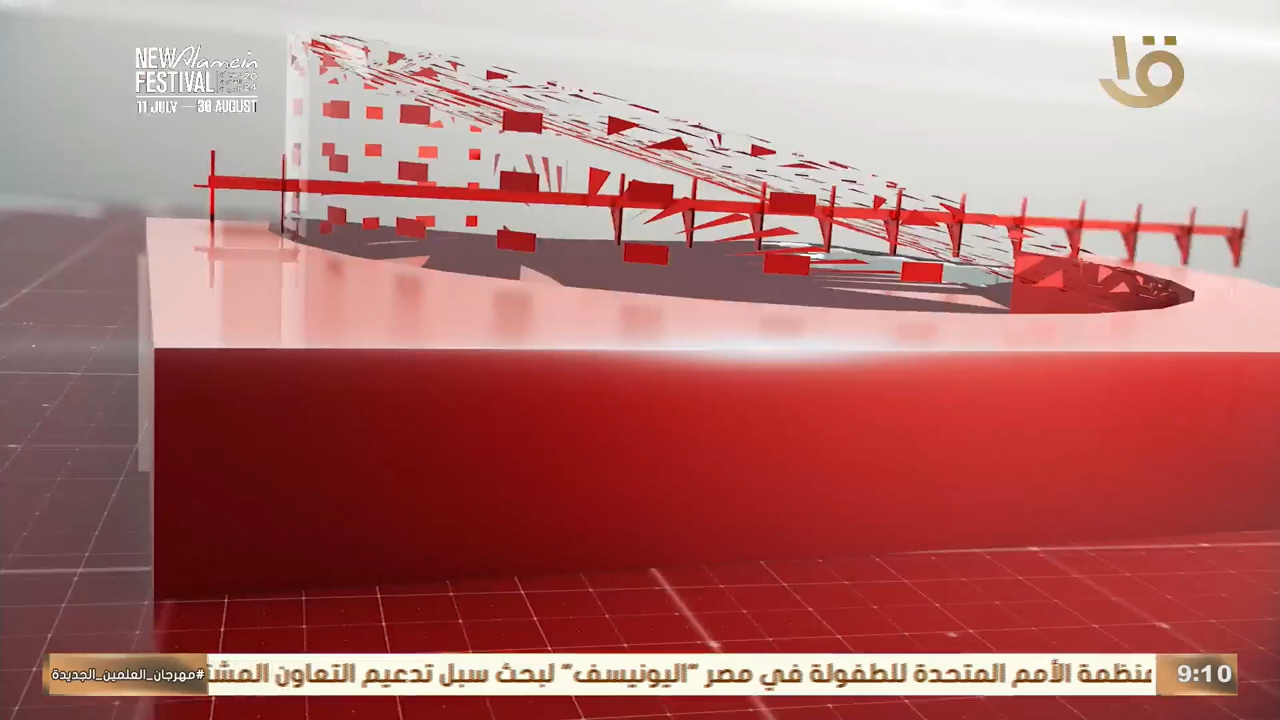 NEW Alamein
FESTIVAL
11 JULY — 30 AUGUST
9:10
منظمة الأمم المتحدة للطفولة في مصر "اليونيسف" لبحث سبل تدعيم التعاون
#مهرجان_العلمين_الجديدة